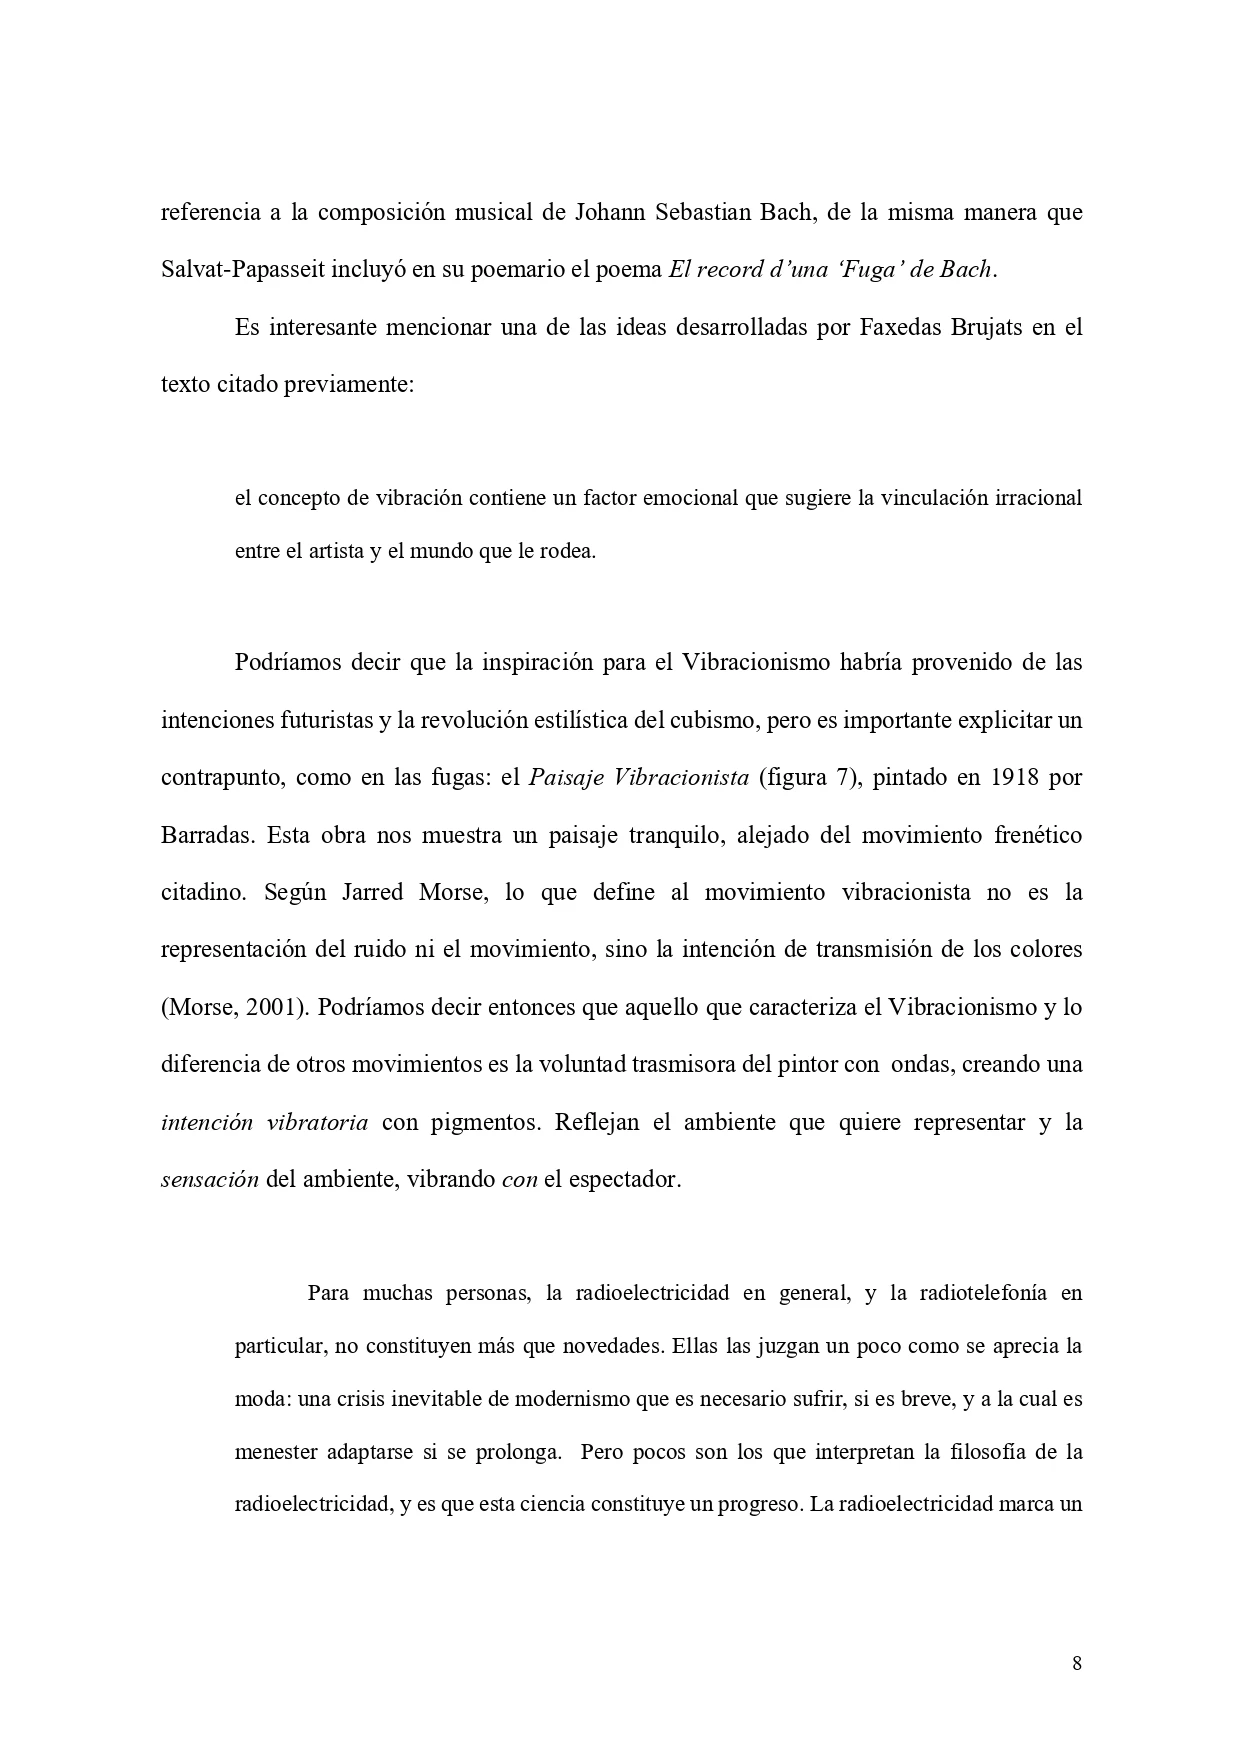 referencia a la composición musical de Johann Sebastian Bach, de la misma manera que
Salvat-Papasseit incluyó en su poemario el poema El record d’una ‘Fuga’ de Bach.
Es interesante mencionar una de las ideas desarrolladas por Faxedas Brujats en el
texto citado previamente:
el concepto de vibración contiene un factor emocional que sugiere la vinculación irracional
entre el artista y el mundo que le rodea.
Podríamos decir que la inspiración para el Vibracionismo habría provenido de las
intenciones futuristas y la revolución estilística del cubismo, pero es importante explicitar un
contrapunto, como en las fugas: el Paisaje Vibracionista (figura 7), pintado en 1918 por
Barradas. Esta obra nos muestra un paisaje tranquilo, alejado del movimiento frenético
citadino. Según Jarred Morse, lo que define al movimiento vibracionista no es la
representación del ruido ni el movimiento, sino la intención de transmisión de los colores
(Morse, 2001). Podríamos decir entonces que aquello que caracteriza el Vibracionismo y lo
diferencia de otros movimientos es la voluntad trasmisora del pintor con ondas, creando una
intención vibratoria con pigmentos. Reflejan el ambiente que quiere representar y la
sensación del ambiente, vibrando con el espectador.
Para muchas personas, la radioelectricidad en general, y la radiotelefonía en
particular, no constituyen más que novedades. Ellas las juzgan un poco como se aprecia la
moda: una crisis inevitable de modernismo que es necesario sufrir, si es breve, y a la cual es
menester adaptarse si se prolonga. Pero pocos son los que interpretan la filosofía de la
radioelectricidad, y es que esta ciencia constituye un progreso. La radioelectricidad marca un
8